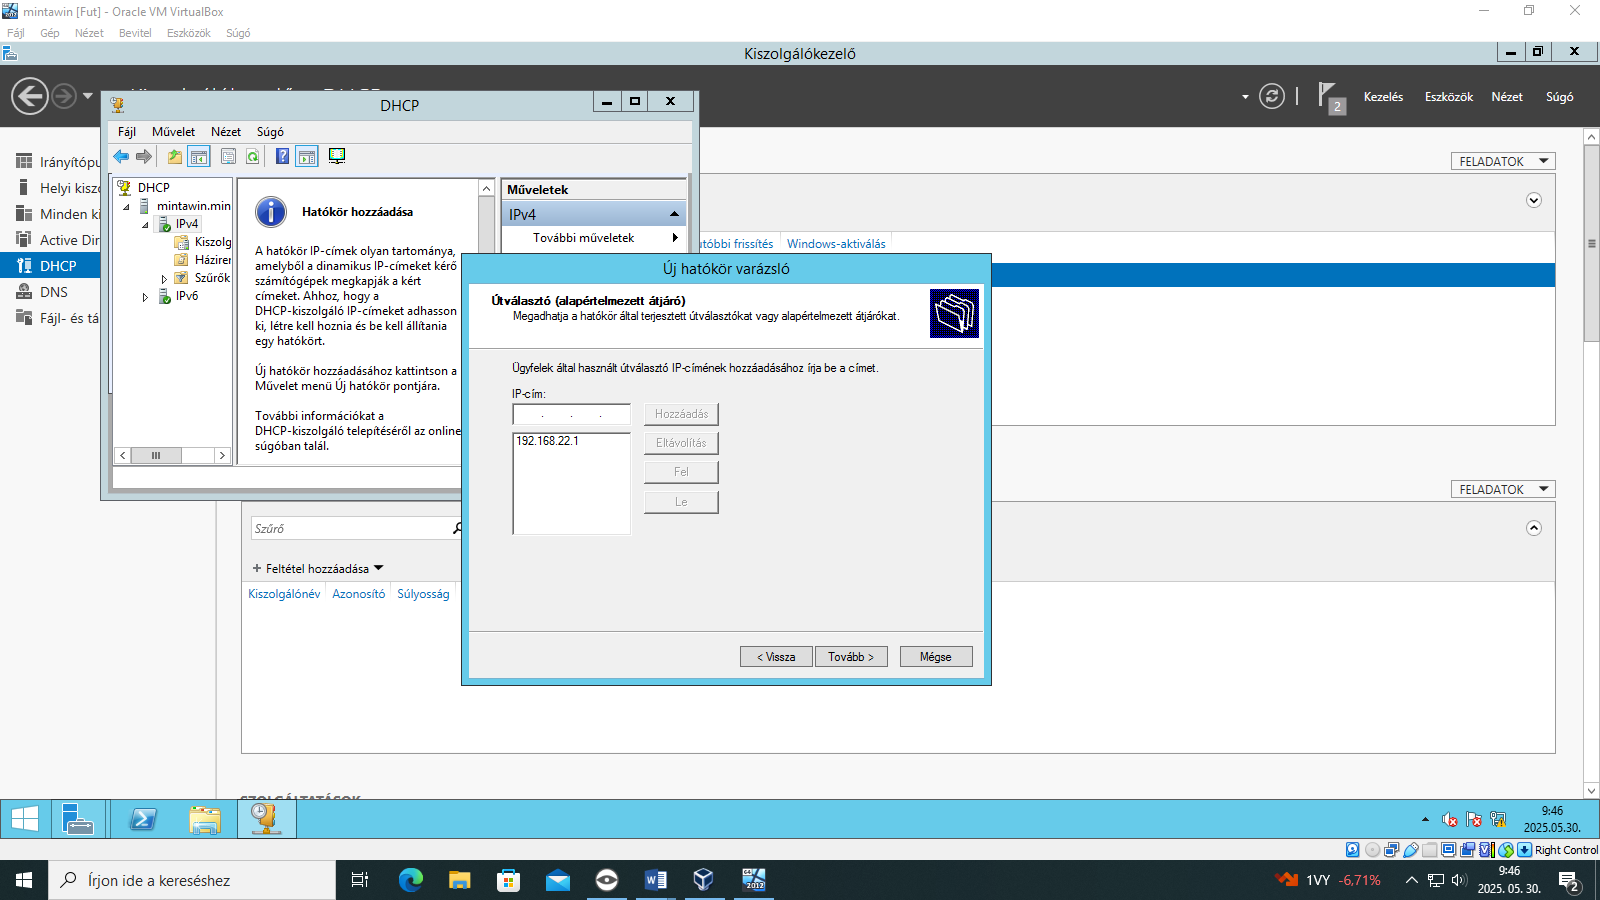 mintawin [Fut] - Oracle VM VirtualBox
Fájl Gép Nézet Bevitel Eszközök Súgó
Kiszolgálókezelő
2
Kezelés Eszközök Nézet Súgó
DHCP
Fájl Művelet Nézet Súgó
Irányítópu
Helyi kiszo
Minden ki
Active Dir
DHCP
DNS
Fájl- és tá
DHCP
mintawin.min
IPv4
Kiszolg
Házirer
Szűrők
IPv6
Hatókör hozzáadása
A hatókör IP-címek olyan tartománya,
amelyből a dinamikus IP-címeket kérő
számítógépek megkapják a kért
címeket. Ahhoz, hogy a
DHCP-kiszolgáló IP-címeket adhasson
ki, létre kell hoznia és be kell állítania
egy hatókört.
Új hatókör hozzáadásához kattintson a
Művelet menü Új hatókör pontjára.
További információkat a
DHCP-kiszolgáló telepítéséről az online
súgóban talál.
Műveletek
IPv4
További műveletek
FELADATOK
utóbbi frissítés Windows-aktiválás
Új hatókör varázsló
Útválasztó (alapértelmezett átjáró)
Megadhatja a hatókör által terjesztett útválasztókat vagy alapértelmezett átjárókat.
Ügyfelek által használt útválasztó IP-címének hozzáadásához írja be a címet.
IP-cím:
. . .
Hozzáadás
192.168.22.1
Eltávolítás
Fel
Le
< Vissza Tovább > Mégse
FELADATOK
Szűrő
+ Feltétel hozzáadása
Kiszolgálónév Azonosító Súlyosság
SZOLGÁLTATÁSOK
9:46
2025.05.30.
Right Control
Írjon ide a kereséshez
1VY -6,71%
9:46
2025. 05. 30.
2